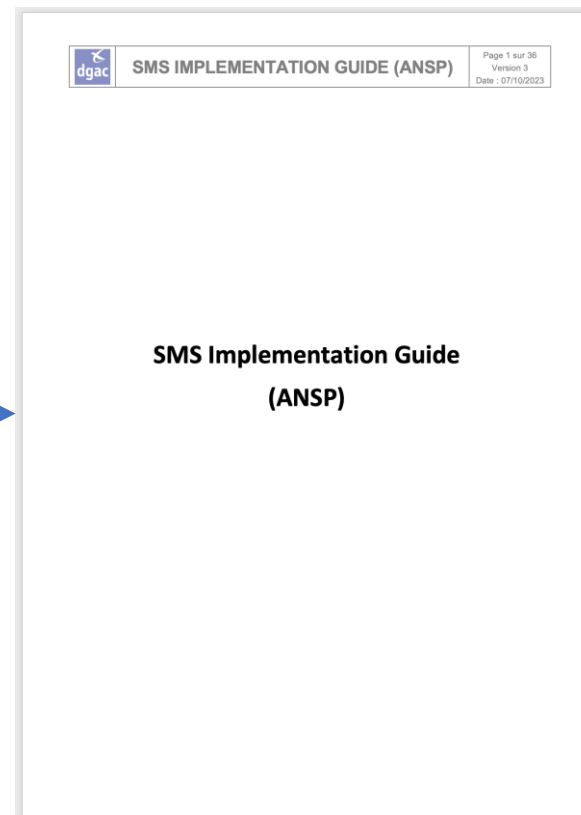 dgac
SMS IMPLEMENTATION GUIDE (ANSP)
Page 1 sur 36
Version 3
Date : 07/10/2023
SMS Implementation Guide
(ANSP)